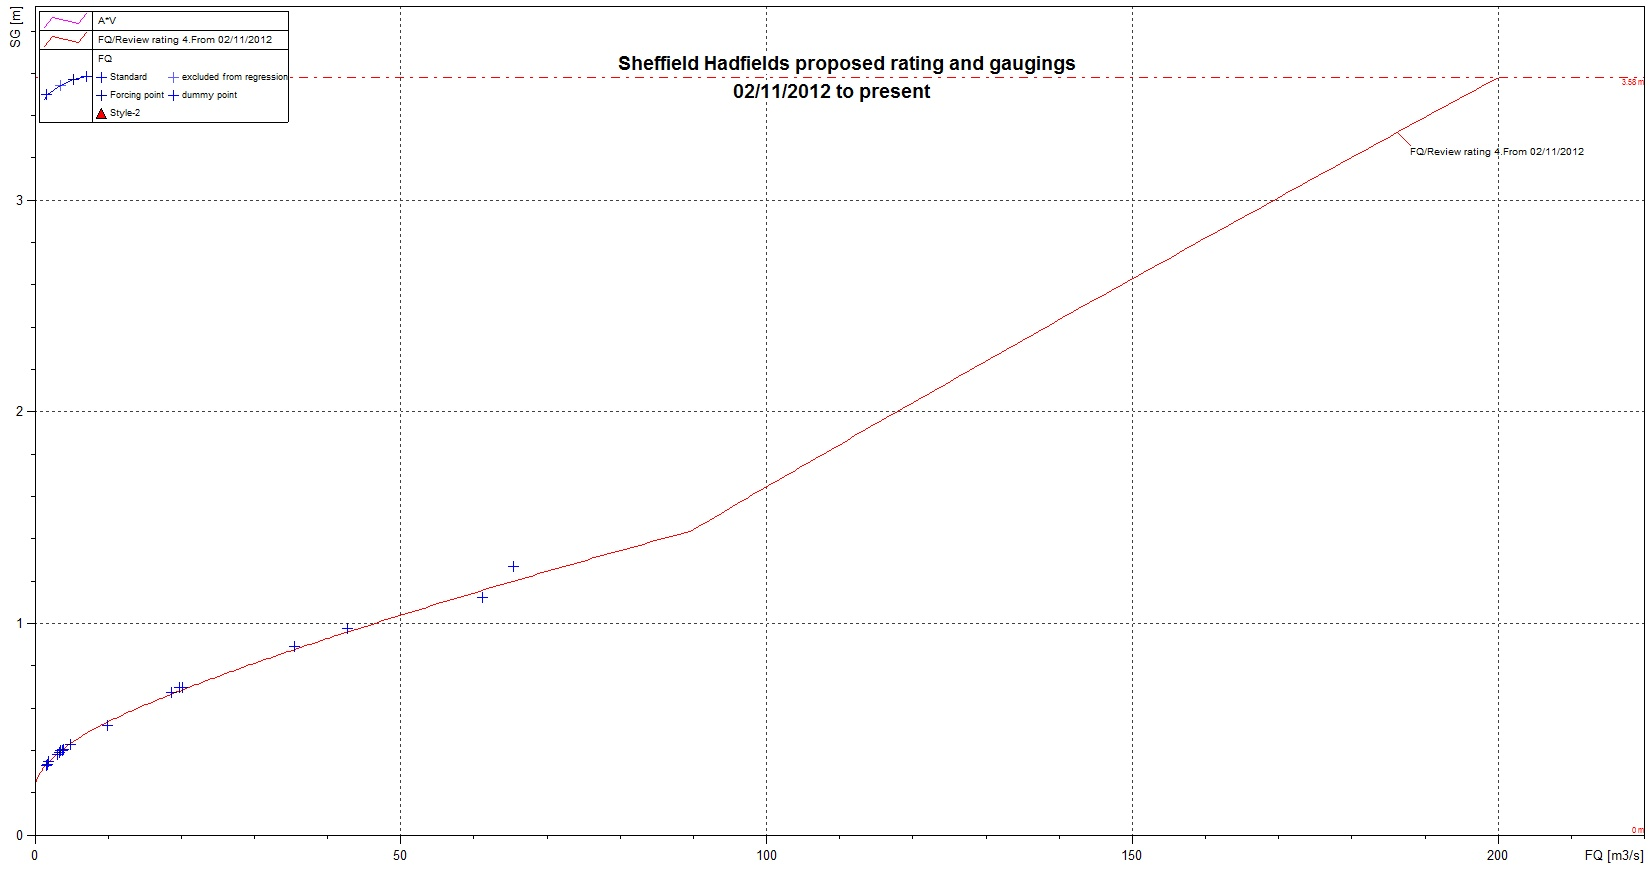 SG [m]
A*V
FQ/Review rating 4.From 02/11/2012
FQ
Standard excluded from regression
Forcing point dummy point
Style-2
Sheffield Hadfields proposed rating and gaugings
02/11/2012 to present
3.58 m
FQ/Review rating 4.From 02/11/2012
3
2
1
0
0 m
0 50 100 150 200 FQ [m3/s]